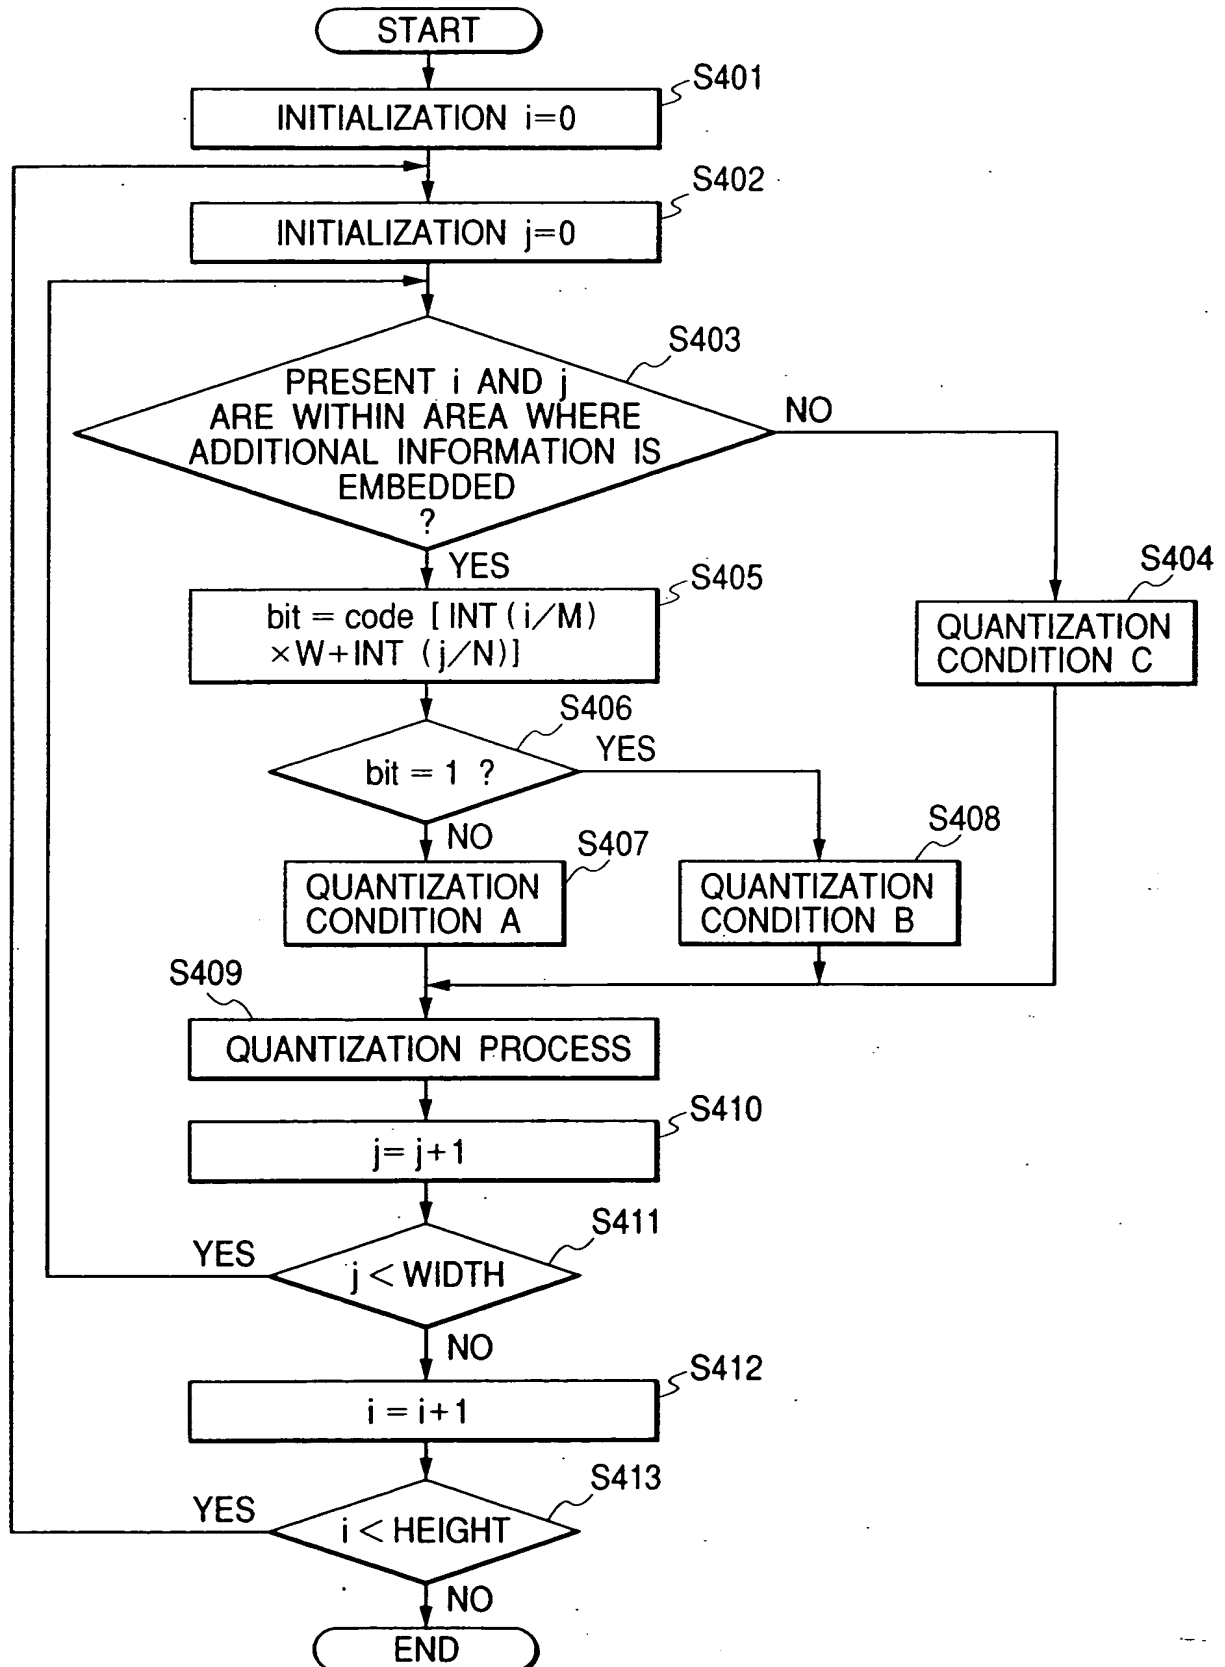 START
S401
INITIALIZATION i=0
S402
INITIALIZATION j=0
S403
PRESENT i AND j
ARE WITHIN AREA WHERE
ADDITIONAL INFORMATION IS
EMBEDDED
?
NO
YES
S404
QUANTIZATION
CONDITION C
S405
bit = code [ INT ( i/M )
×W+INT ( j/N )]
S406
bit = 1 ?
YES
NO
S407
QUANTIZATION
CONDITION A
S408
QUANTIZATION
CONDITION B
S409
QUANTIZATION PROCESS
S410
j= j+1
S411
j < WIDTH
YES
NO
S412
i = i+1
S413
i < HEIGHT
YES
NO
END